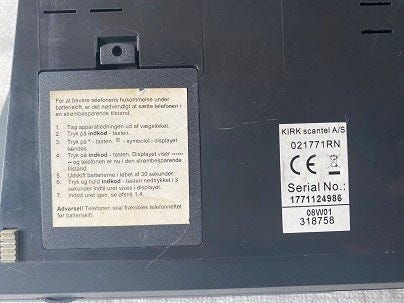 For at bevare telefonens hukommelse under
batteriskift, er det nødvendigt at sætte telefonen i
en strømbesparende tilstand.
1. Tag apparatledningen ud af vægstikket.
2. Tryk på indkod - tasten.
3. Tryk på * - tasten. - symbolet i displayet
tændes.
4. Tryk på indkod - tasten. Displayet viser -----
-- og telefonen er nu i den strømbesparende
tilstand.
5. Udskift batterierne i løbet af 30 sekunder.
6. Tryk og hold indkod - tasten nedtrykket i 3
sekunder indtil uret vises i displayet.
7. Indstil uret igen, se afsnit 1.4.
Advarsel! Telefonen skal frakobles telefonnettet
før batteriskift.
KIRK scantel A/S
021771RN
CE
Serial No.:
1771124986
08W01
318758